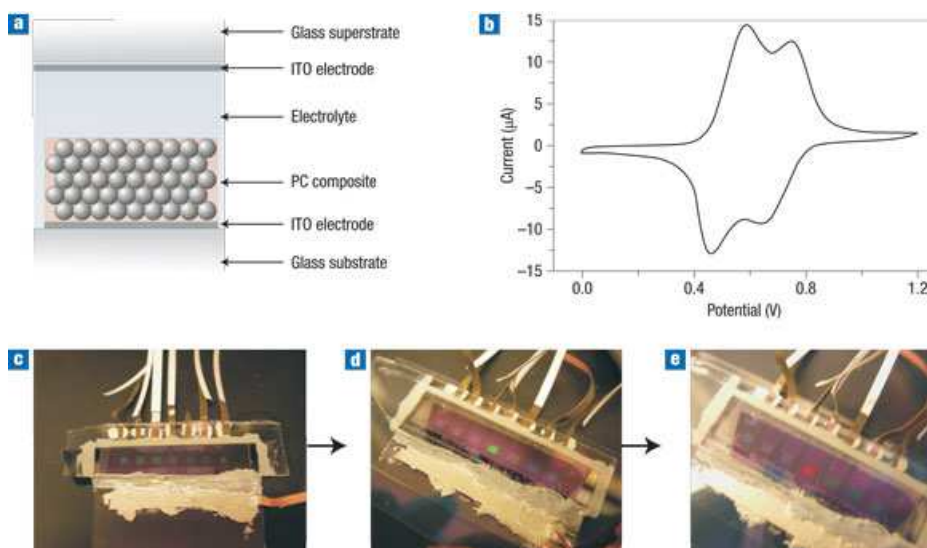 a
Glass superstrate
ITO electrode
Electrolyte
PC composite
ITO electrode
Glass substrate
b
15
10
5
0
−5
−10
−15
Current (μA)
0.0
0.4
0.8
1.2
Potential (V)
c
d
e